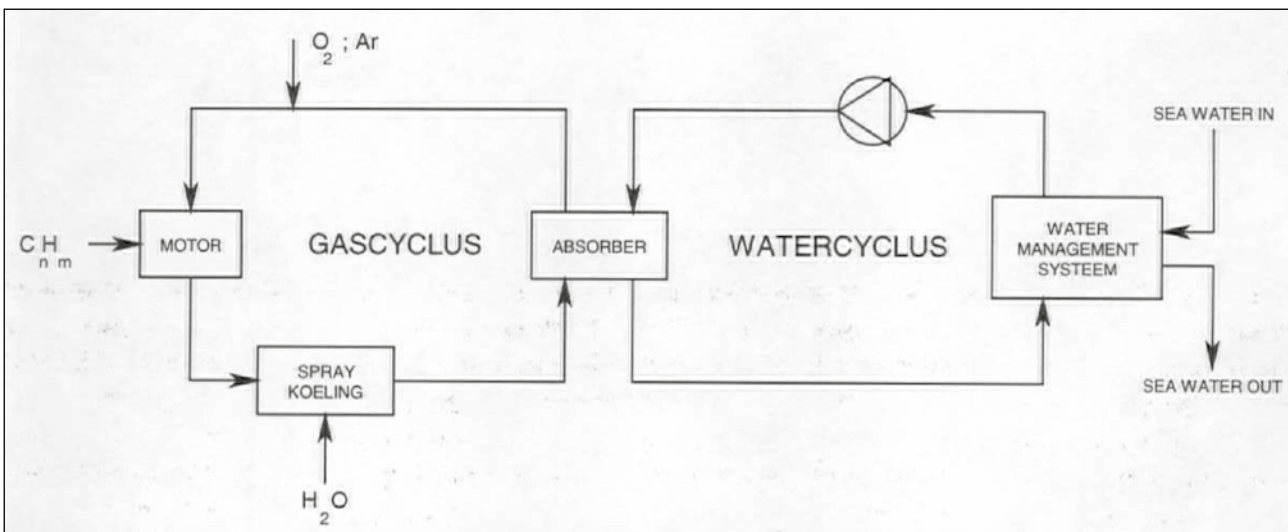 O2 ; Ar
SEA WATER IN
CnHm
MOTOR
GASCYCLUS
ABSORBER
WATERCYCLUS
WATER
MANAGEMENT
SYSTEEM
SPRAY
KOELING
SEA WATER OUT
H2O